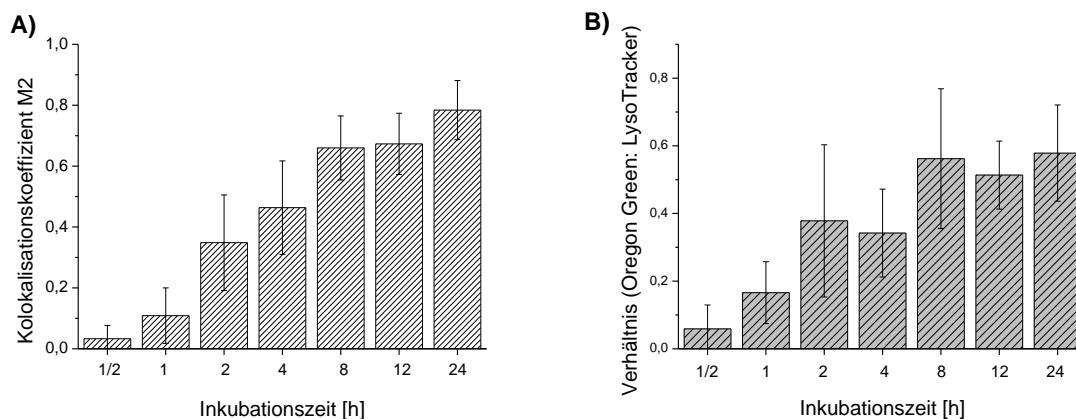 A)
Kolokalisationskoeffizient M2
1,0
0,8
0,6
0,4
0,2
0,0
1/2 1 2 4 8 12 24
Inkubationszeit [h]
B)
Verhältnis (Oregon Green: LysoTracker)
0,8
0,6
0,4
0,2
0,0
1/2 1 2 4 8 12 24
Inkubationszeit [h]